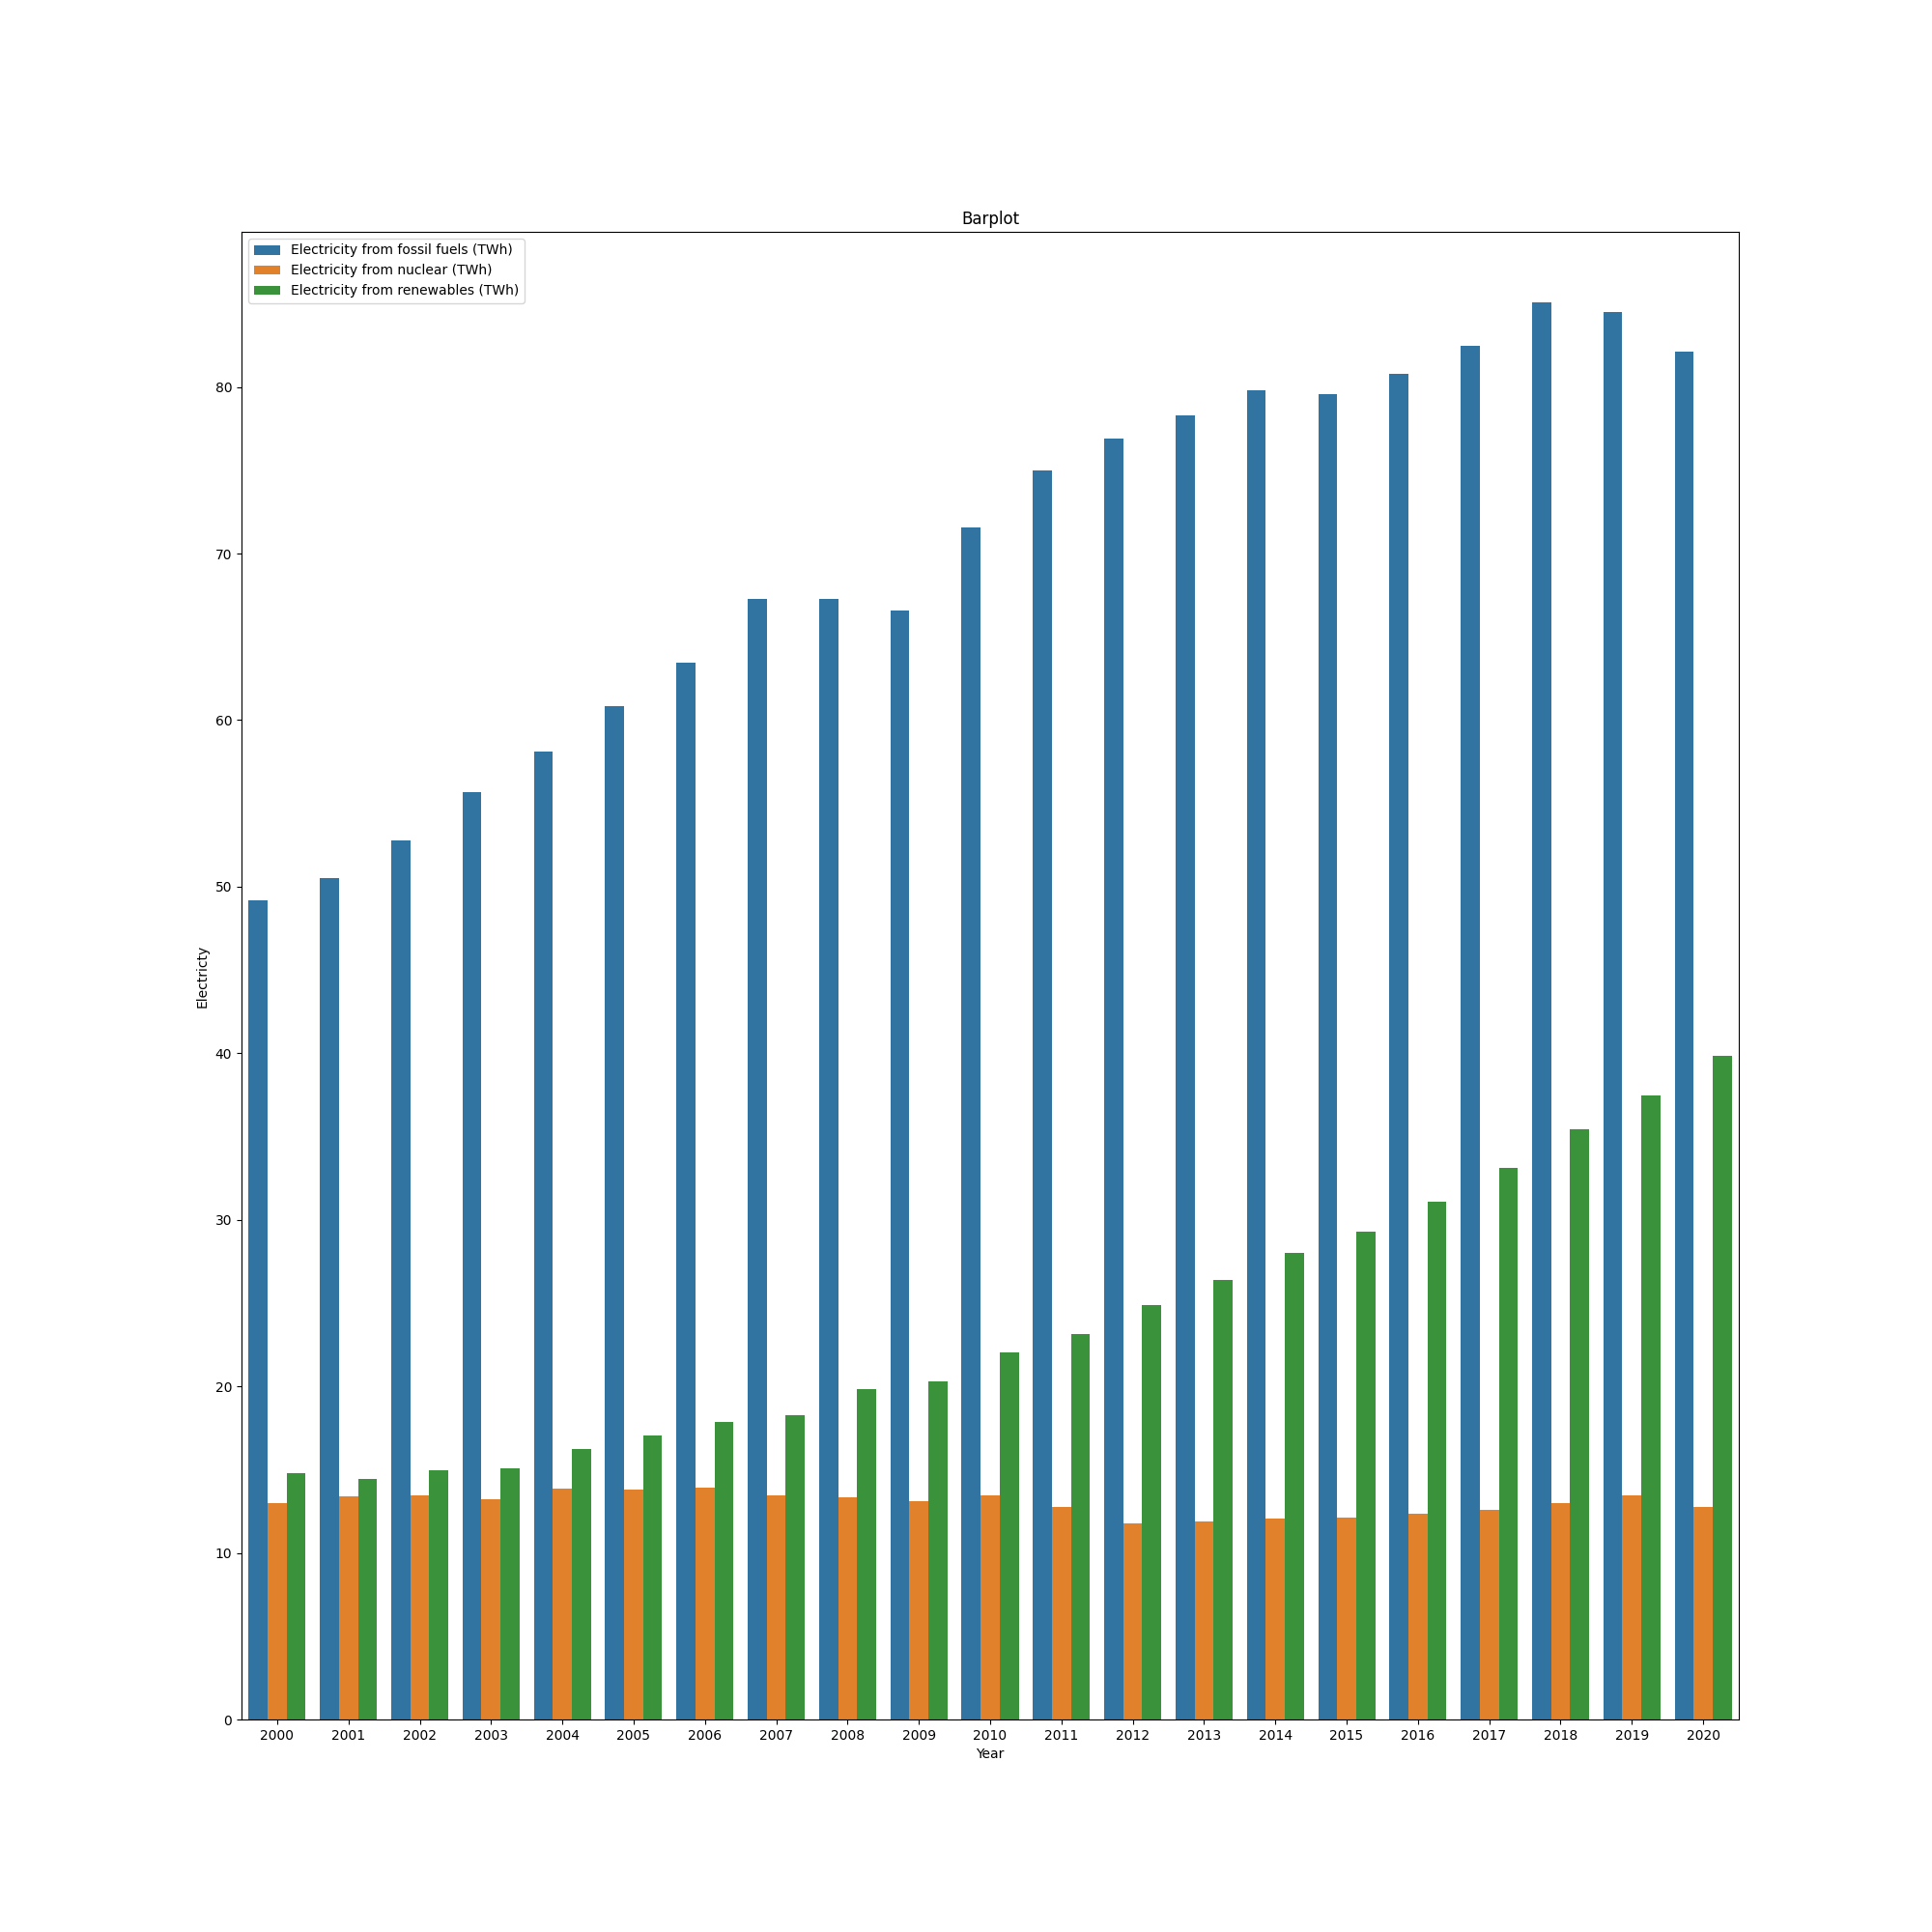 Barplot
Electricity from fossil fuels (TWh)
Electricity from nuclear (TWh)
Electricity from renewables (TWh)
80
70
60
50
40
30
20
10
0
Electricty
2000 2001 2002 2003 2004 2005 2006 2007 2008 2009 2010 2011 2012 2013 2014 2015 2016 2017 2018 2019 2020
Year